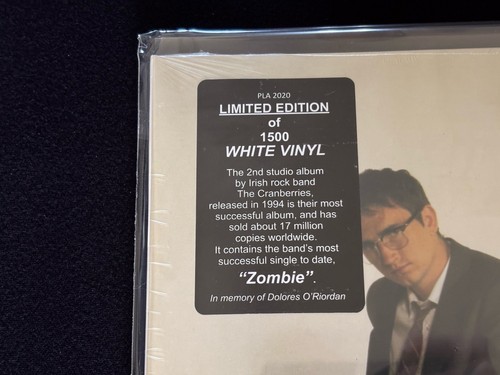 PLA 2020
LIMITED EDITION
of
1500
WHITE VINYL
The 2nd studio album
by Irish rock band
The Cranberries,
released in 1994 is their most
successful album, and has
sold about 17 million
copies worldwide.
It contains the band's most
successful single to date,
“Zombie”.
In memory of Dolores O'Riordan